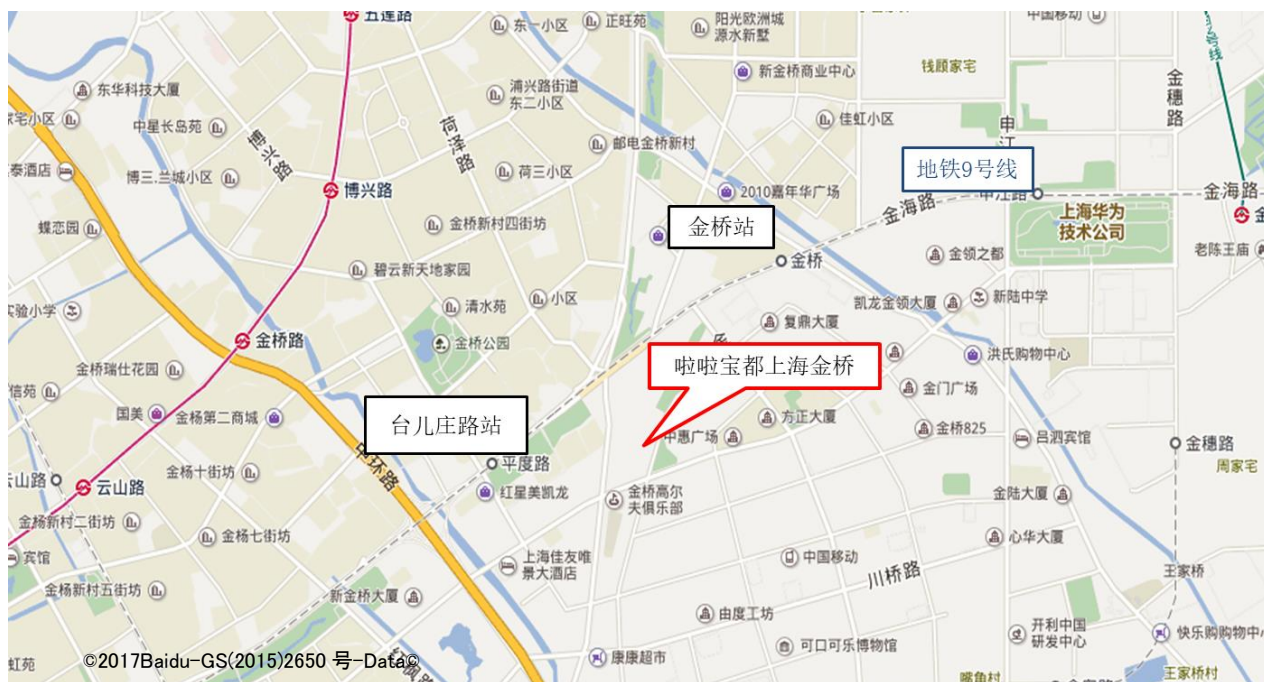 五莲路
东一小区
正旺苑
阳光欧洲城
源水新墅
中国移动
号线
新金桥商业中心
钱顾家宅
东华科技大厦
浦兴路街道
东二小区
金穗路
宅小区
中星长岛苑
博兴路
荷泽路
佳虹小区
申江
邮电金桥新村
泰酒店
博三.兰城小区
博兴路
荷三小区
地铁9号线
2010嘉年华广场
申江路
金海路
金海路
上海华为
技术公司
蝶恋园
金桥新村四街坊
金桥站
金领之都
老陈王庙
金桥
碧云新天地家园
实验小学
清水苑
小区
凯龙金领大厦
新陆中学
金桥路
金桥公园
复鼎大厦
洪氏购物中心
金桥瑞仕花园
啦啦宝都上海金桥
信苑
金门广场
国美
金杨第二商城
台儿庄路站
方正大厦
中惠广场
金桥825
吕泗宾馆
金穗路
周家宅
中环路
平度路
金杨十街坊
云山路
红星美凯龙
金桥高尔
夫俱乐部
金陆大厦
金杨新村二街坊
金杨七街坊
心华大厦
宾馆
上海佳友唯
景大酒店
中国移动
川桥路
王家桥
金杨新村五街坊
新金桥大厦
由度工坊
开利中国
研发中心
快乐购购物中
可口可乐博物馆
虹苑
©2017Baidu-GS(2015)2650 号-Data©
康康超市
嘴角村
王家桥村